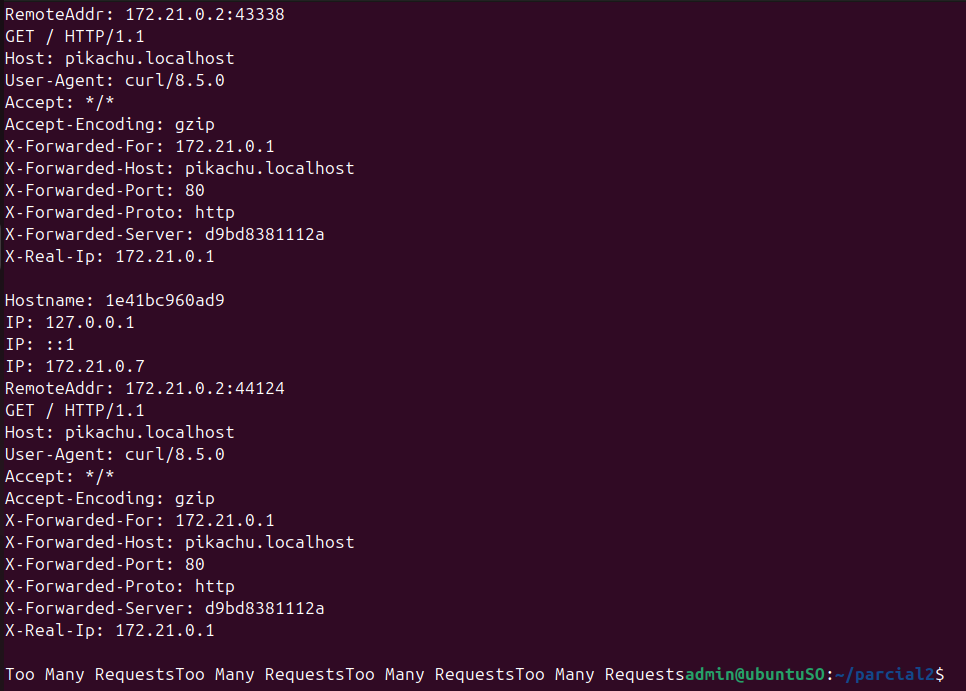 RemoteAddr: 172.21.0.2:43338
GET / HTTP/1.1
Host: pikachu.localhost
User-Agent: curl/8.5.0
Accept: */*
Accept-Encoding: gzip
X-Forwarded-For: 172.21.0.1
X-Forwarded-Host: pikachu.localhost
X-Forwarded-Port: 80
X-Forwarded-Proto: http
X-Forwarded-Server: d9bd8381112a
X-Real-Ip: 172.21.0.1

Hostname: 1e41bc960ad9
IP: 127.0.0.1
IP: ::1
IP: 172.21.0.7
RemoteAddr: 172.21.0.2:44124
GET / HTTP/1.1
Host: pikachu.localhost
User-Agent: curl/8.5.0
Accept: */*
Accept-Encoding: gzip
X-Forwarded-For: 172.21.0.1
X-Forwarded-Host: pikachu.localhost
X-Forwarded-Port: 80
X-Forwarded-Proto: http
X-Forwarded-Server: d9bd8381112a
X-Real-Ip: 172.21.0.1

Too Many RequestsToo Many RequestsToo Many RequestsToo Many Requestsadmin@ubuntuSO:~/parcial2$